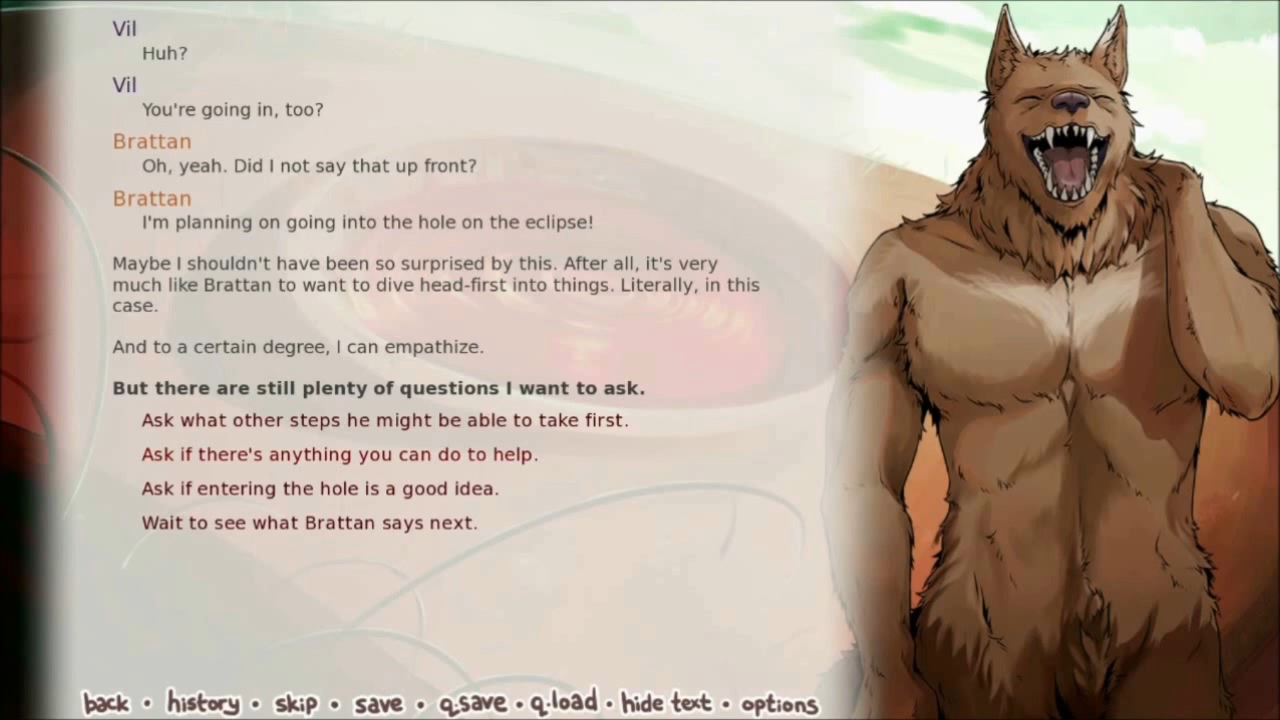 Vil
Huh?
Vil
You're going in, too?
Brattan
Oh, yeah. Did I not say that up front?
Brattan
I'm planning on going into the hole on the eclipse!
Maybe I shouldn't have been so surprised by this. After all, it's very
much like Brattan to want to dive head-first into things. Literally, in this
case.
And to a certain degree, I can empathize.
But there are still plenty of questions I want to ask.
Ask what other steps he might be able to take first.
Ask if there's anything you can do to help.
Ask if entering the hole is a good idea.
Wait to see what Brattan says next.
back • history • skip • save • q.save • q.load • hide text • options